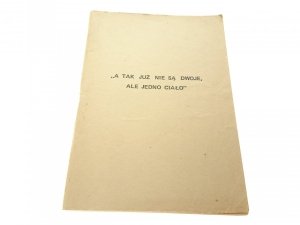 „A TAK JUŻ NIE SĄ DWOJE,
ALE JEDNO CIAŁO"